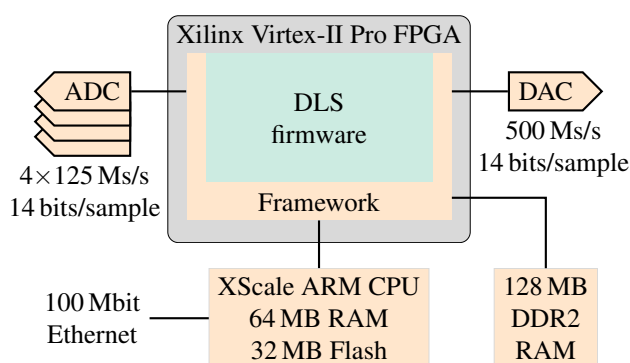 Xilinx Virtex-II Pro FPGA
ADC
DLS
firmware
DAC
4×125 Ms/s
14 bits/sample
500 Ms/s
14 bits/sample
Framework
100 Mbit
Ethernet
XScale ARM CPU
64 MB RAM
32 MB Flash
128 MB
DDR2
RAM